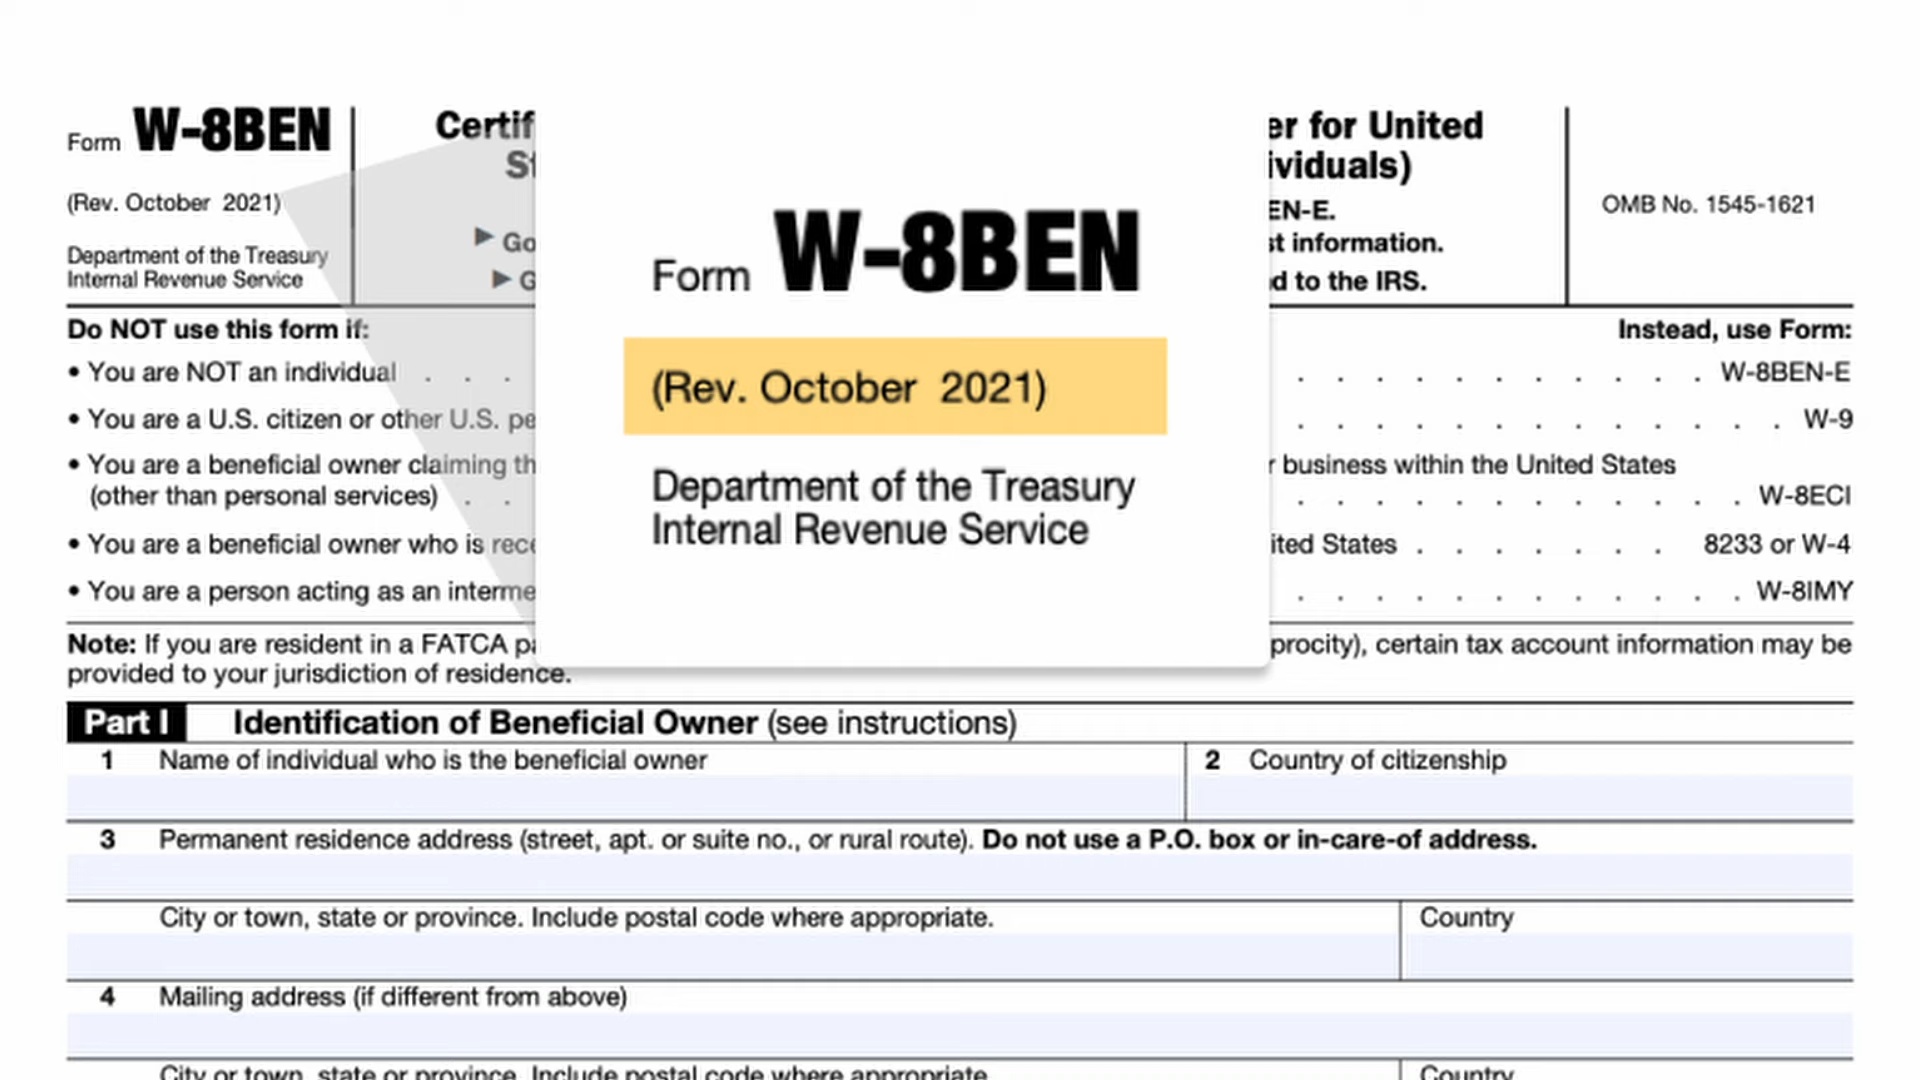 Form W-8BEN
(Rev. October 2021)
Department of the Treasury
Internal Revenue Service
Certif
St
▶ Go
▶ G
er for United
ividuals)
EN-E.
st information.
d to the IRS.
OMB No. 1545-1621
Form W-8BEN
(Rev. October 2021)
Department of the Treasury
Internal Revenue Service
Do NOT use this form if: Instead, use Form:
• You are NOT an individual . . . . . . . . . . . . . . W-8BEN-E
• You are a U.S. citizen or other U.S. pe . . . . . . . . . . . . . W-9
• You are a beneficial owner claiming th r business within the United States
(other than personal services) . . . . . . . . . . . . . . W-8ECI
• You are a beneficial owner who is rece ited States . . . . . . . 8233 or W-4
• You are a person acting as an interme . . . . . . . . . . . . W-8IMY
Note: If you are resident in a FATCA pa procity), certain tax account information may be
provided to your jurisdiction of residence.
Part I Identification of Beneficial Owner (see instructions)
1 Name of individual who is the beneficial owner
2 Country of citizenship
3 Permanent residence address (street, apt. or suite no., or rural route). Do not use a P.O. box or in-care-of address.
City or town, state or province. Include postal code where appropriate. Country
4 Mailing address (if different from above)
City or town, state or province. Include postal code where appropriate. Country